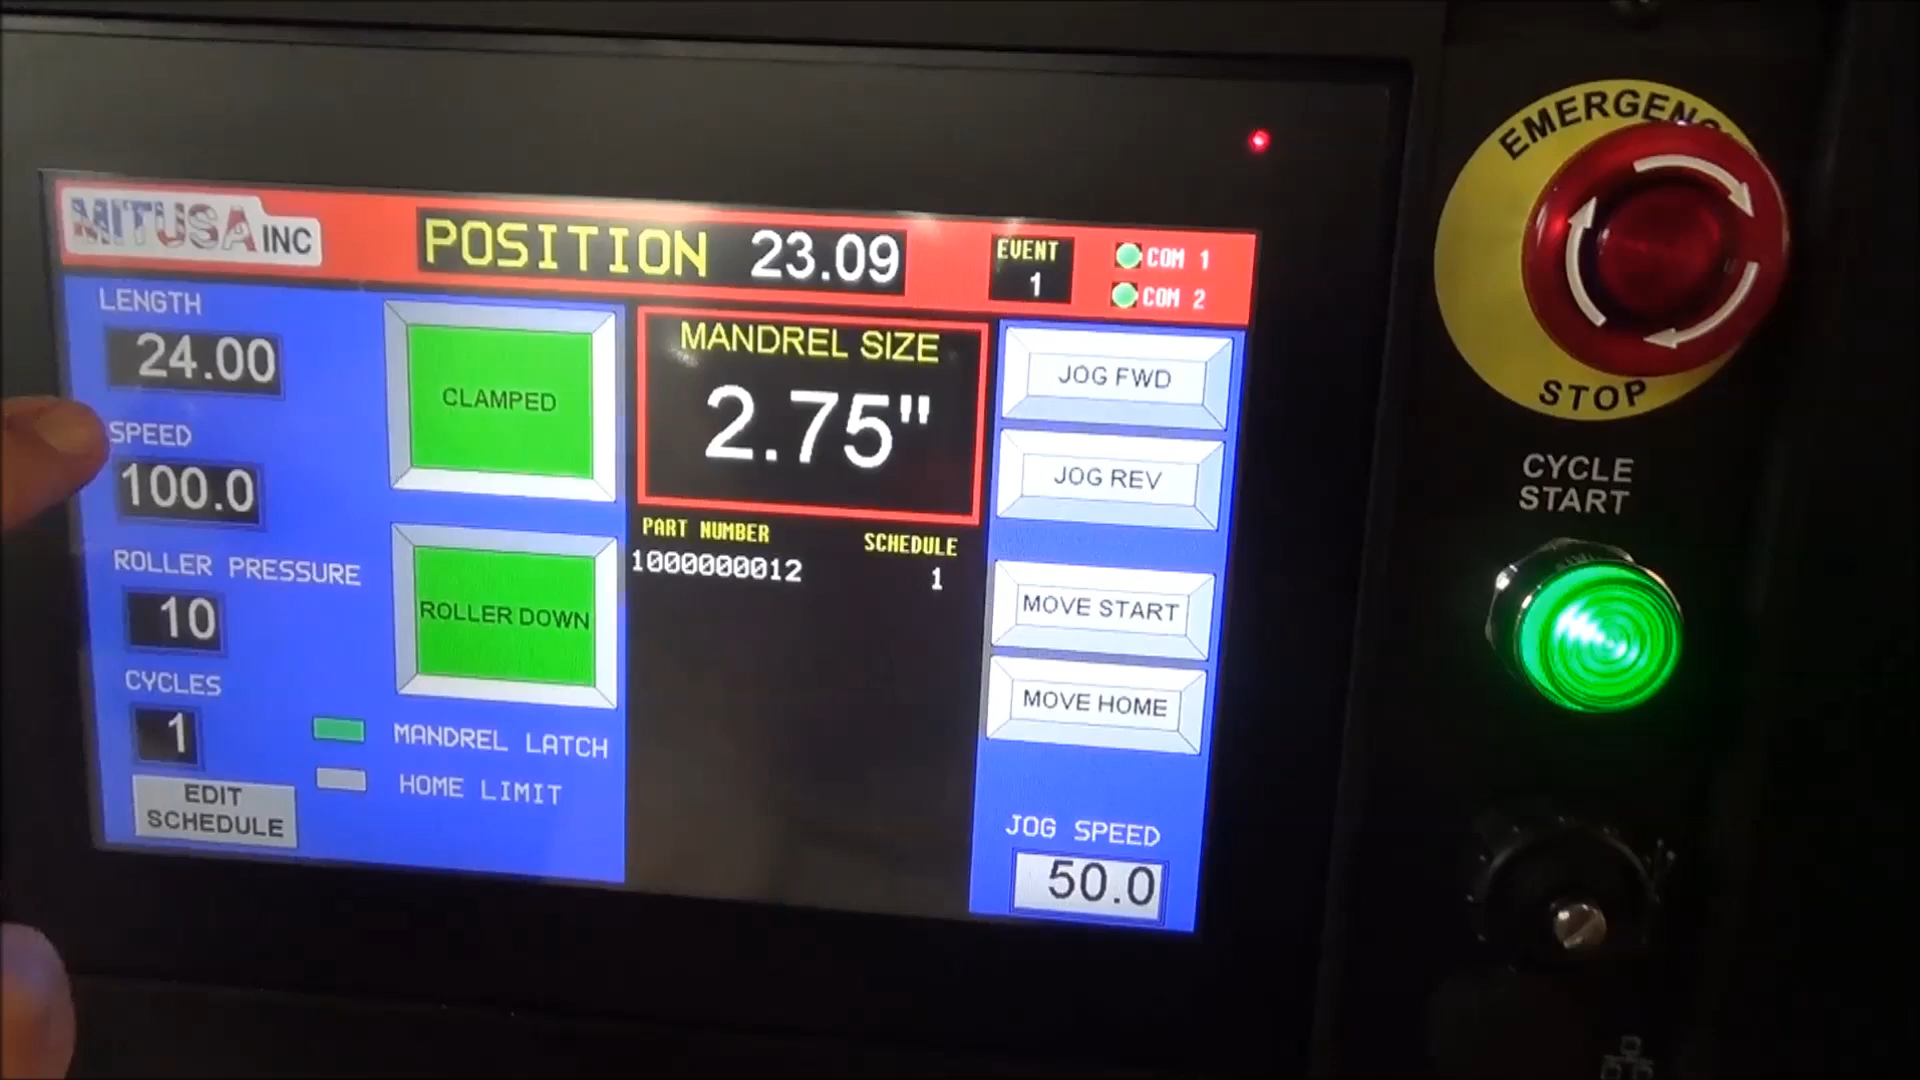 MITUSA INC
POSITION 23.09
EVENT
1
COM 1
COM 2
LENGTH
24.00
SPEED
100.0
ROLLER PRESSURE
10
CYCLES
1
EDIT
SCHEDULE
CLAMPED
ROLLER DOWN
MANDREL LATCH
HOME LIMIT
MANDREL SIZE
2.75"
PART NUMBER
1000000012
SCHEDULE
1
JOG FWD
JOG REV
MOVE START
MOVE HOME
JOG SPEED
50.0
EMERGENC
STOP
CYCLE
START